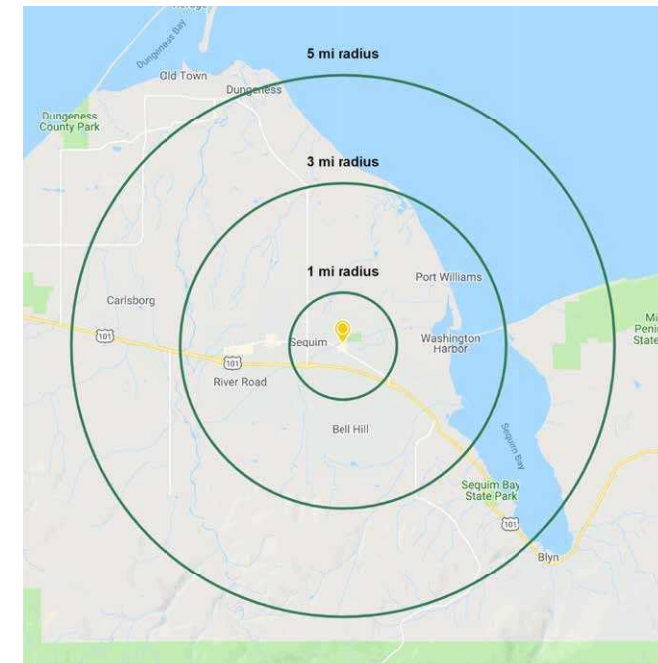 Dungeness Bay
5 mi radius
Old Town
Dungeness
Dungeness
County Park
3 mi radius
1 mi radius
Port Williams
Carlsborg
101
Sequim
Washington
Harbor
101
River Road
Bell Hill
Sequim Bay
Sequim Bay
State Park
101
Blyn